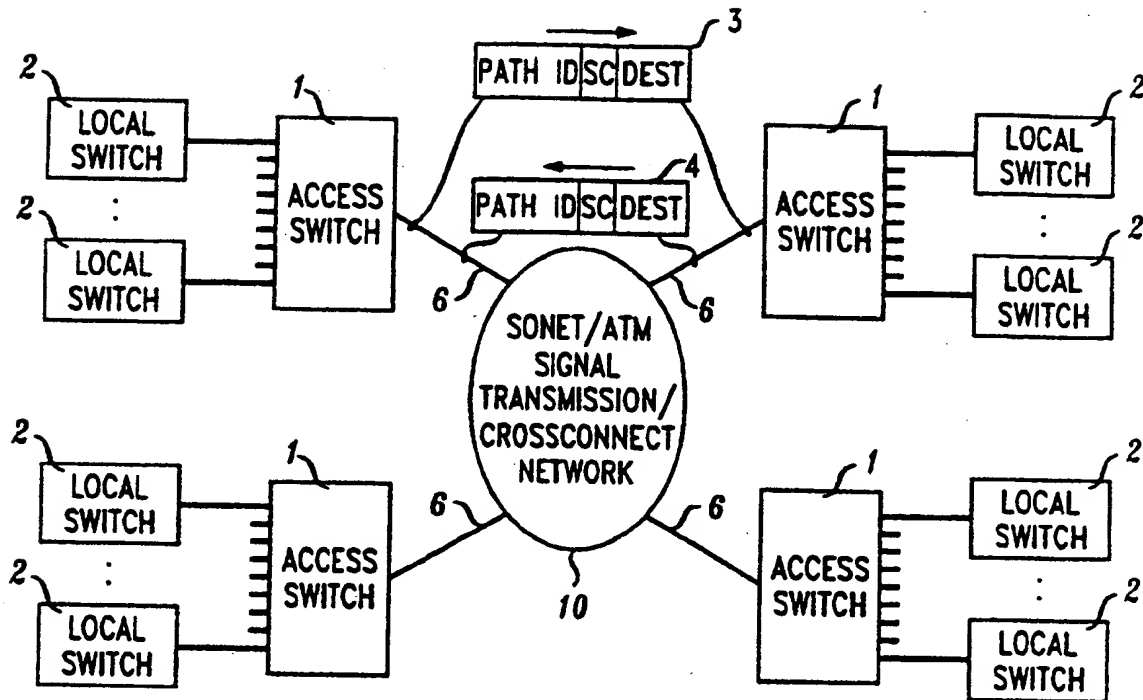 3
PATH ID SC DEST
2
LOCAL
SWITCH
1
ACCESS
SWITCH
2
LOCAL
SWITCH
4
PATH ID SC DEST
1
ACCESS
SWITCH
2
LOCAL
SWITCH
2
LOCAL
SWITCH
6
6
SONET/ATM
SIGNAL
TRANSMISSION/
CROSSCONNECT
NETWORK
10
2
LOCAL
SWITCH
1
ACCESS
SWITCH
2
LOCAL
SWITCH
6
6
1
ACCESS
SWITCH
2
LOCAL
SWITCH
2
LOCAL
SWITCH